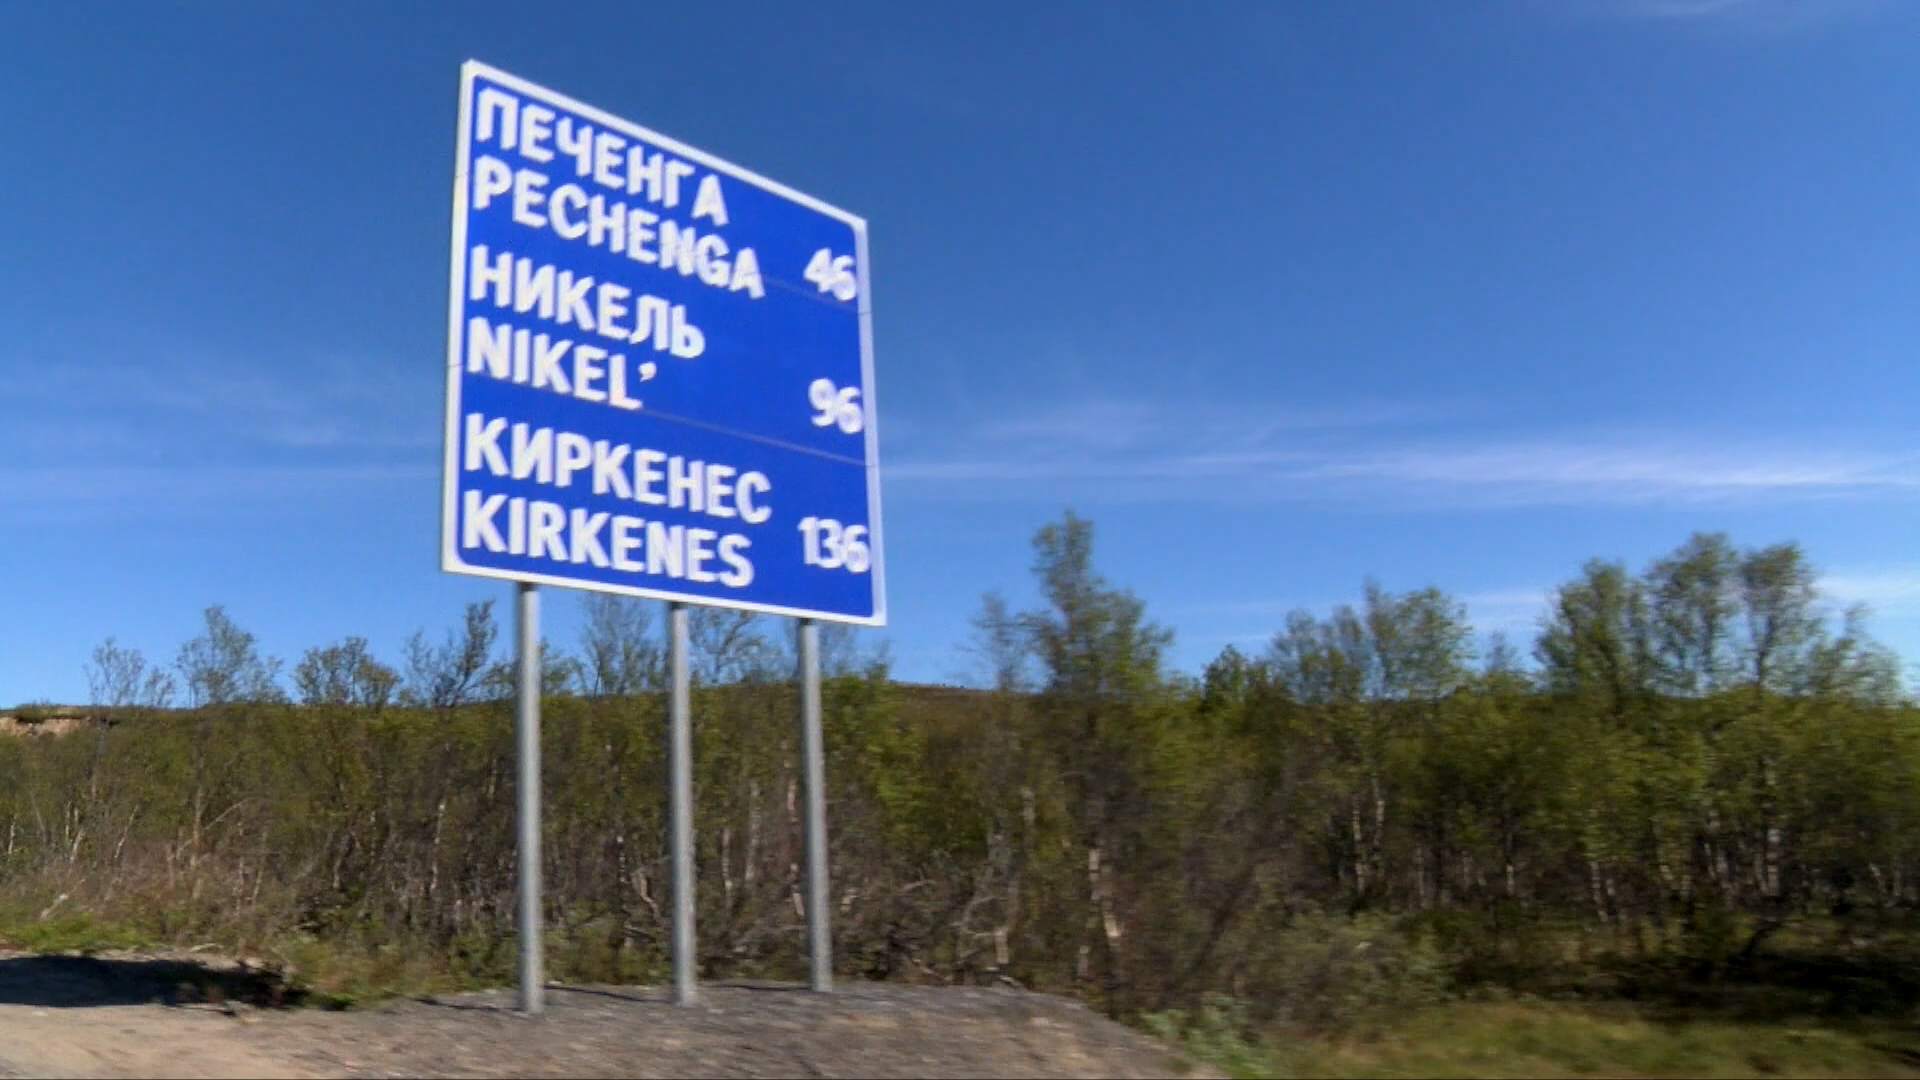 ПЕЧЕНГА
PECHENGA 46
НИКЕЛЬ
NIKEL’ 96
КИРКЕНЕС
KIRKENES 136